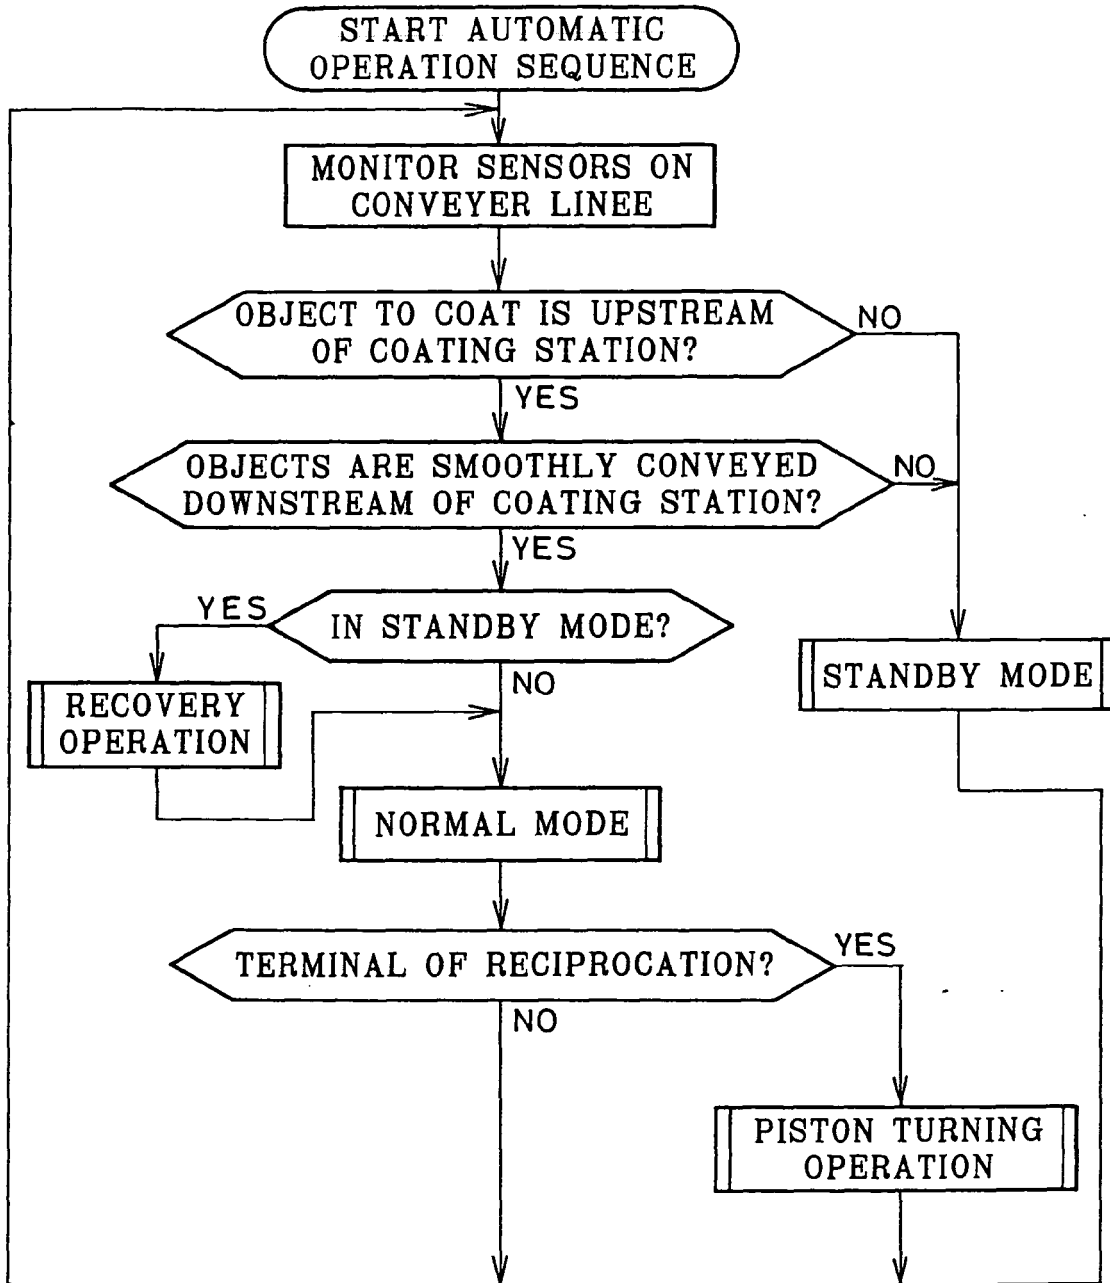 START AUTOMATIC
OPERATION SEQUENCE
MONITOR SENSORS ON
CONVEYER LINEE
OBJECT TO COAT IS UPSTREAM
OF COATING STATION?
NO
YES
OBJECTS ARE SMOOTHLY CONVEYED
DOWNSTREAM OF COATING STATION?
NO
YES
IN STANDBY MODE?
YES
NO
STANDBY MODE
RECOVERY
OPERATION
NORMAL MODE
TERMINAL OF RECIPROCATION?
YES
NO
PISTON TURNING
OPERATION